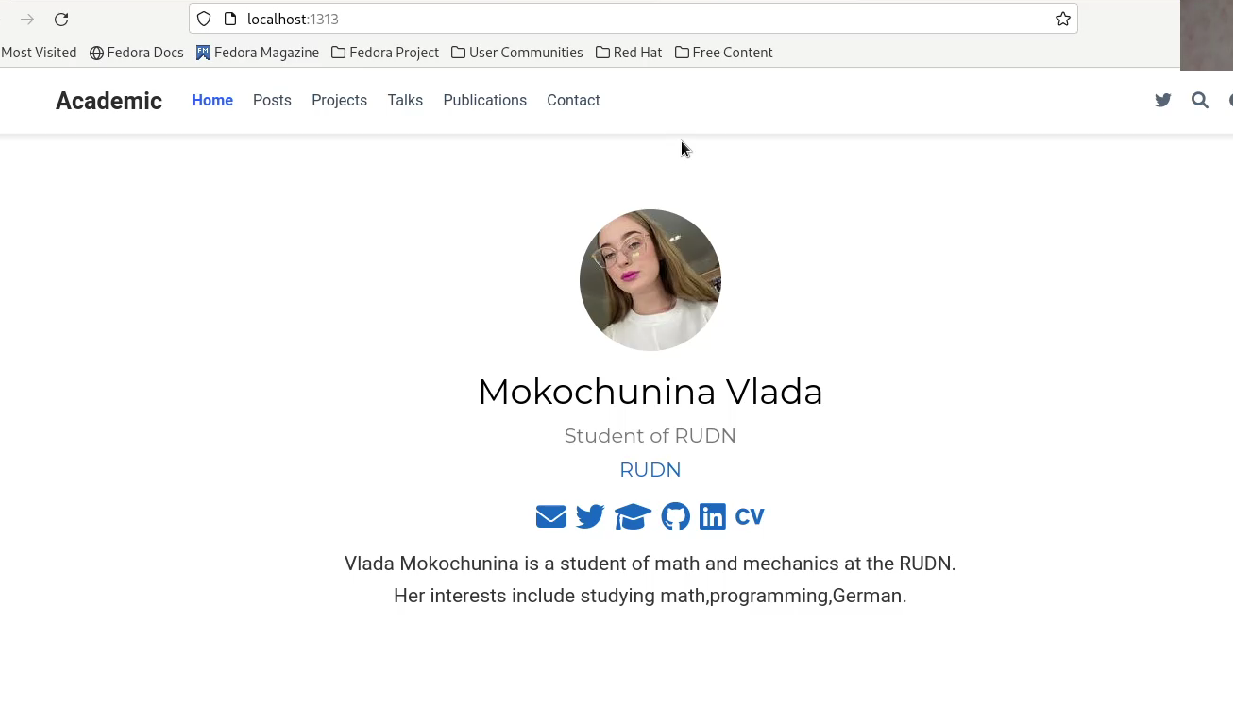 localhost:1313
Most Visited Fedora Docs FM Fedora Magazine Fedora Project User Communities Red Hat Free Content
Academic Home Posts Projects Talks Publications Contact
Mokochunina Vlada
Student of RUDN
RUDN
CV
Vlada Mokochunina is a student of math and mechanics at the RUDN.
Her interests include studying math,programming,German.